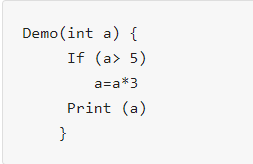 Demo(int a) {
If (a> 5)
a=a*3
Print (a)
}